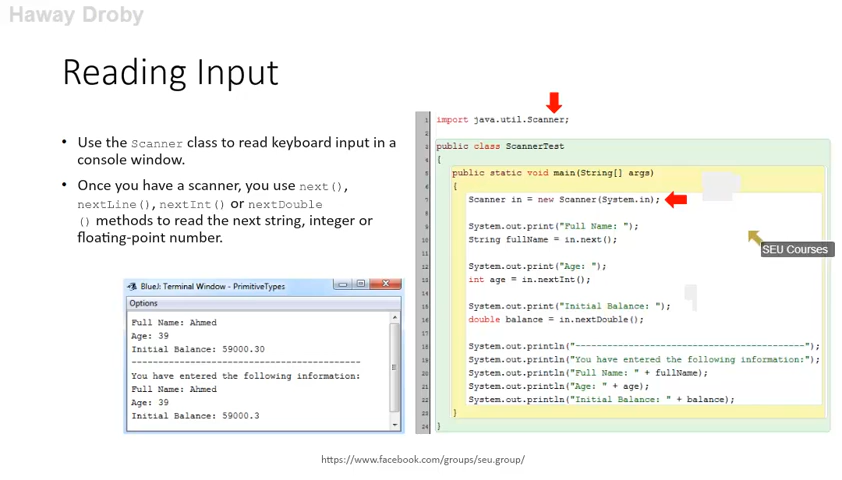 Haway Droby
Reading Input
• Use the Scanner class to read keyboard input in a
console window.
• Once you have a scanner, you use next(),
nextLine(), nextInt() or nextDouble
() methods to read the next string, integer or
floating-point number.
BlueJ: Terminal Window - PrimitiveTypes
Options
Full Name: Ahmed
Age: 39
Initial Balance: 59000.30
------------------------------------------
You have entered the following information:
Full Name: Ahmed
Age: 39
Initial Balance: 59000.3
1 import java.util.Scanner;
2
3 public class ScannerTest
4 {
5 public static void main(String[] args)
6 {
7 Scanner in = new Scanner(System.in);
8
9 System.out.print("Full Name: ");
10 String fullName = in.next();
11
12 System.out.print("Age: ");
13 int age = in.nextInt();
14
15 System.out.print("Initial Balance: ");
16 double balance = in.nextDouble();
17
18 System.out.println("------------------------------------------");
19 System.out.println("You have entered the following information:");
20 System.out.println("Full Name: " + fullName);
21 System.out.println("Age: " + age);
22 System.out.println("Initial Balance: " + balance);
23 }
24 }
SEU Courses
https://www.facebook.com/groups/seu.group/